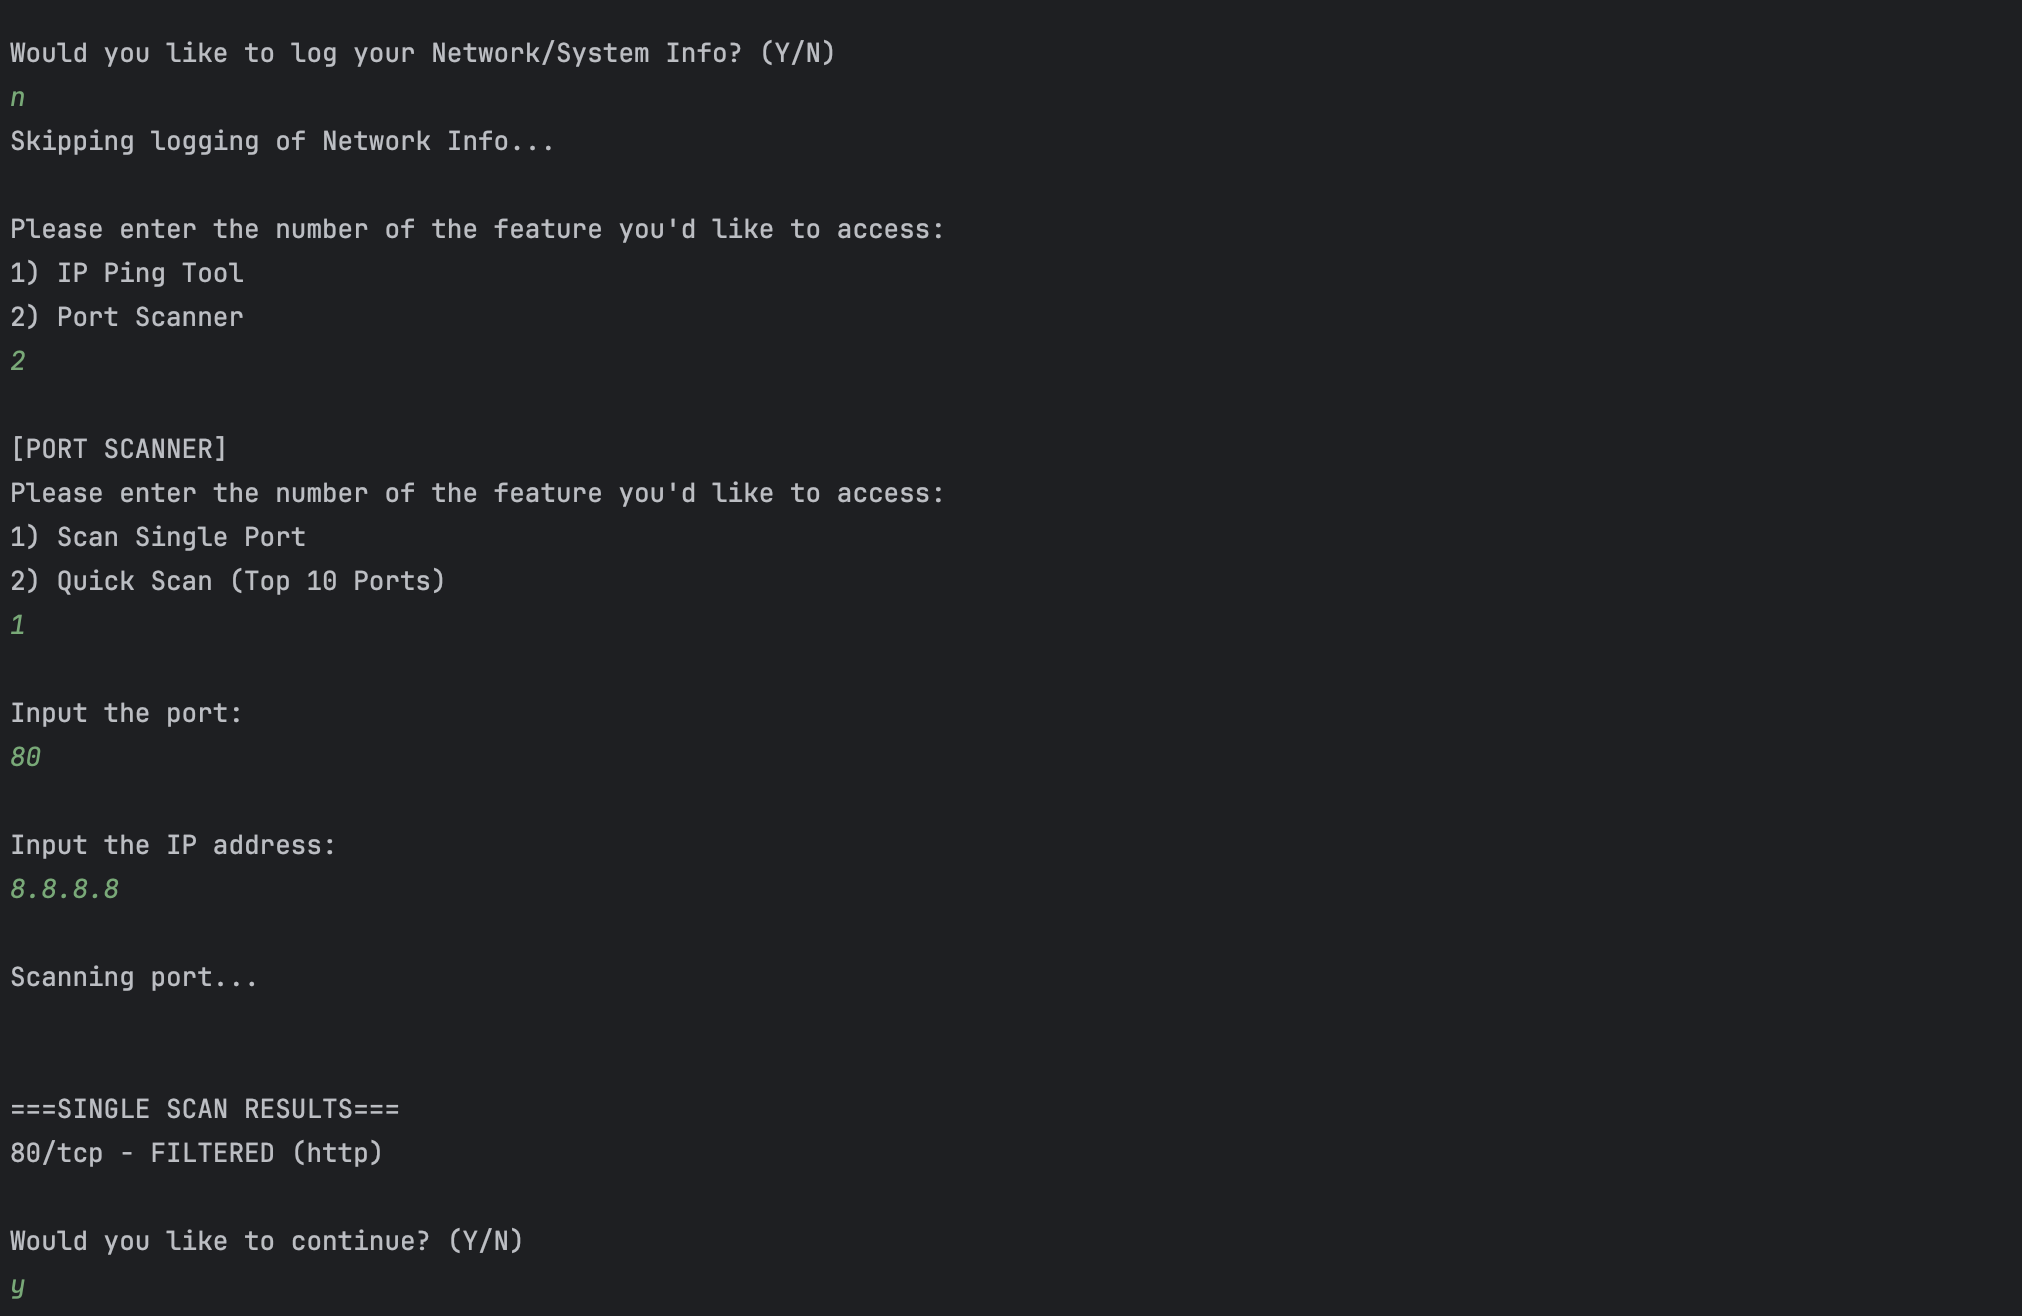 Would you like to log your Network/System Info? (Y/N)
n
Skipping logging of Network Info...
Please enter the number of the feature you'd like to access:
1) IP Ping Tool
2) Port Scanner
2
[PORT SCANNER]
Please enter the number of the feature you'd like to access:
1) Scan Single Port
2) Quick Scan (Top 10 Ports)
1
Input the port:
80
Input the IP address:
8.8.8.8
Scanning port...
===SINGLE SCAN RESULTS===
80/tcp - FILTERED (http)
Would you like to continue? (Y/N)
y